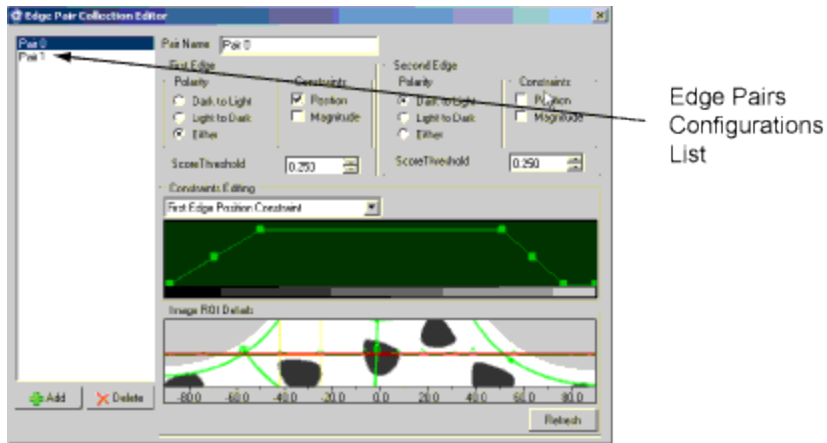 Edge Pair Collection Editor
Pair 0
Pair 1
Pair Name Pair 0
First Edge
Polarity
Dark to Light
Light to Dark
Either
Constraints
Position
Magnitude
ScoreThreshold 0.250
Second Edge
Polarity
Dark to Light
Light to Dark
Either
Constraints
Position
Magnitude
ScoreThreshold 0.250
Constraints Editing
First Edge Position Constraint
Image ROI Details
-80.0 -60.0 -40.0 -20.0 0.0 20.0 40.0 60.0 80.0
Add Delete
Refresh
Edge Pairs
Configurations
List